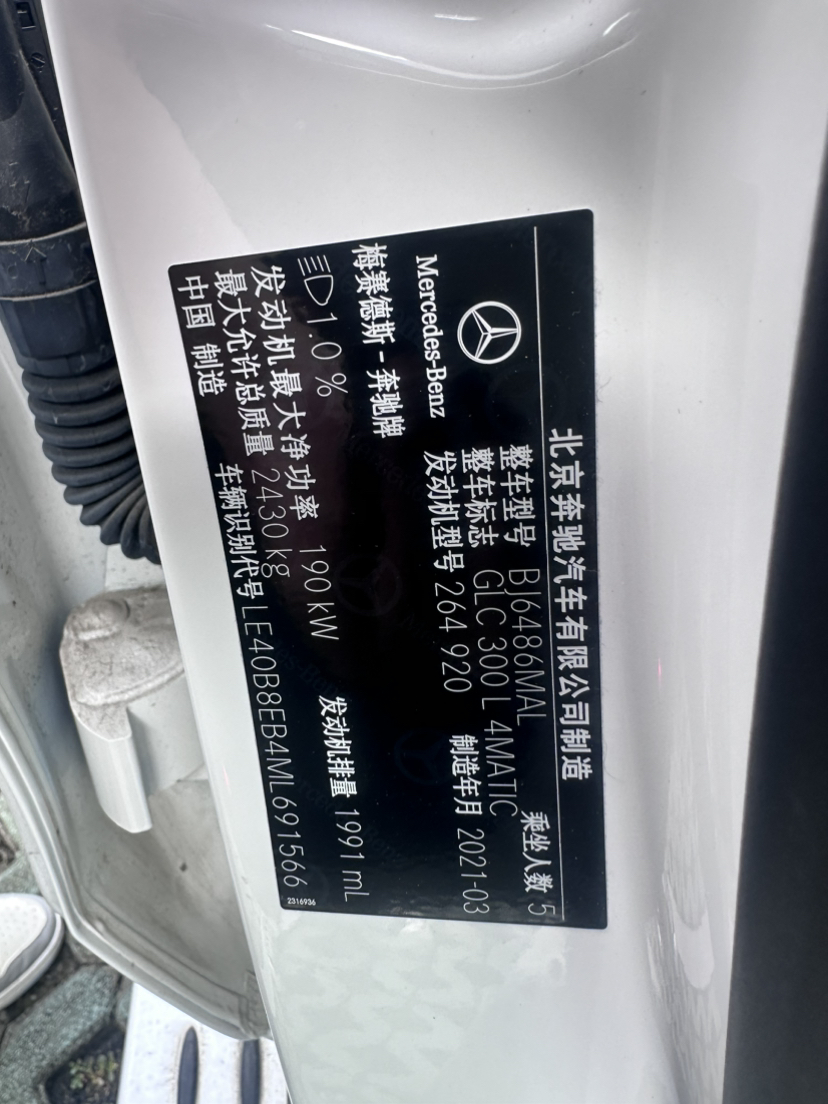 北京奔驰汽车有限公司制造
整车型号 BJ6486MAL 乘坐人数 5
整车标志 GLC 300 L 4MATIC
Mercedes-Benz 发动机型号 264 920 制造年月 2021-03
梅赛德斯-奔驰牌
1.0% 发动机排量 1991 mL
发动机最大净功率 190 kW
最大允许总质量 2430 kg
中国 制造 车辆识别代号 LE40B8EB4ML691566
2316936